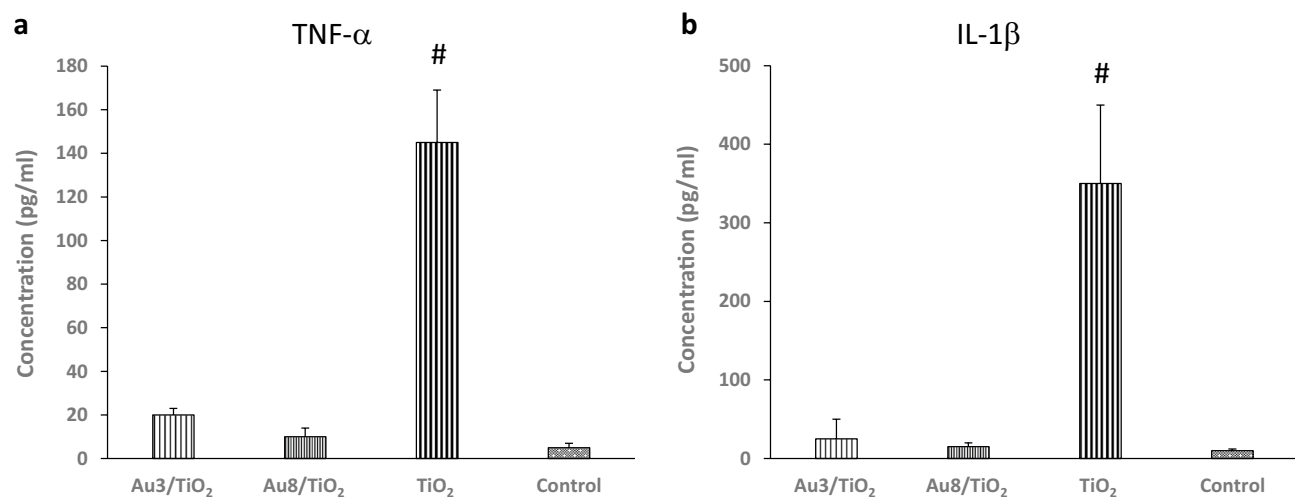 a
TNF-α
#
180
160
140
120
100
80
60
40
20
0
Concentration (pg/ml)
Au3/TiO₂ Au8/TiO₂ TiO₂ Control
b
IL-1β
#
500
400
300
200
100
0
Concentration (pg/ml)
Au3/TiO₂ Au8/TiO₂ TiO₂ Control